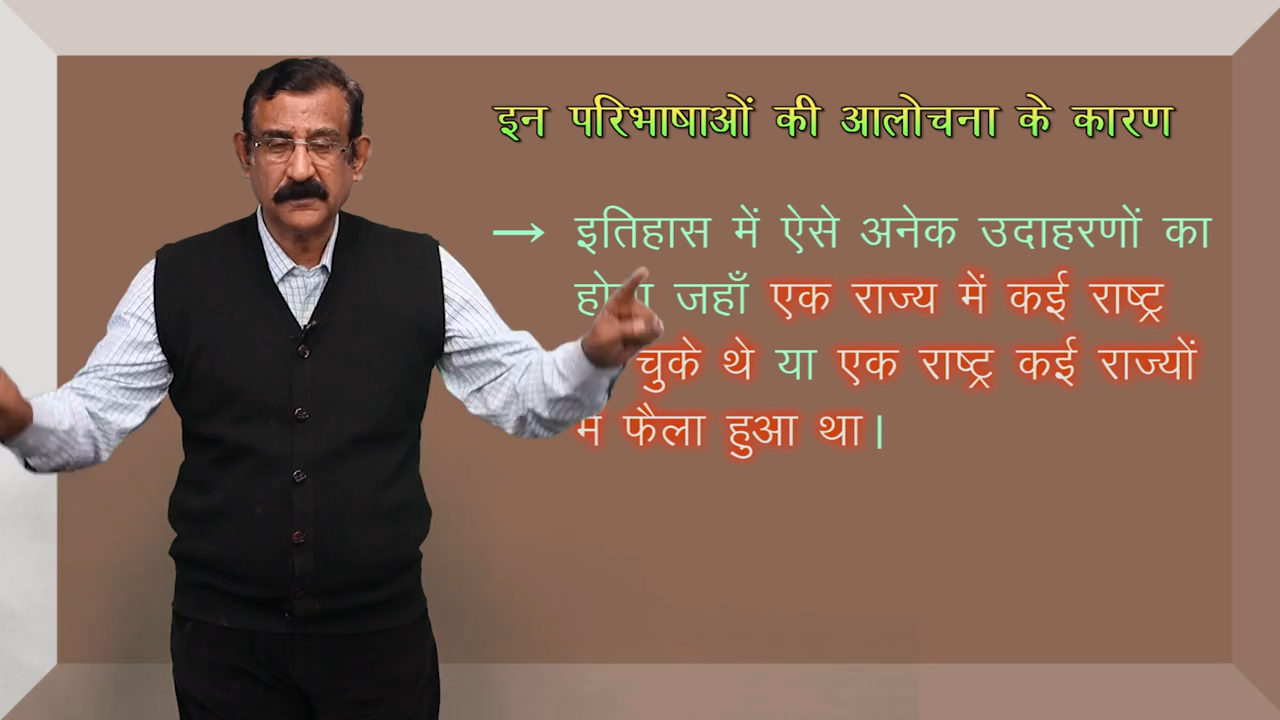 इन परिभाषाओं की आलोचना के कारण
→ इतिहास में ऐसे अनेक उदाहरणों का
जहाँ एक राज्य में कई राष्ट्र
चुके थे या एक राष्ट्र कई राज्यों
में फैला हुआ था।